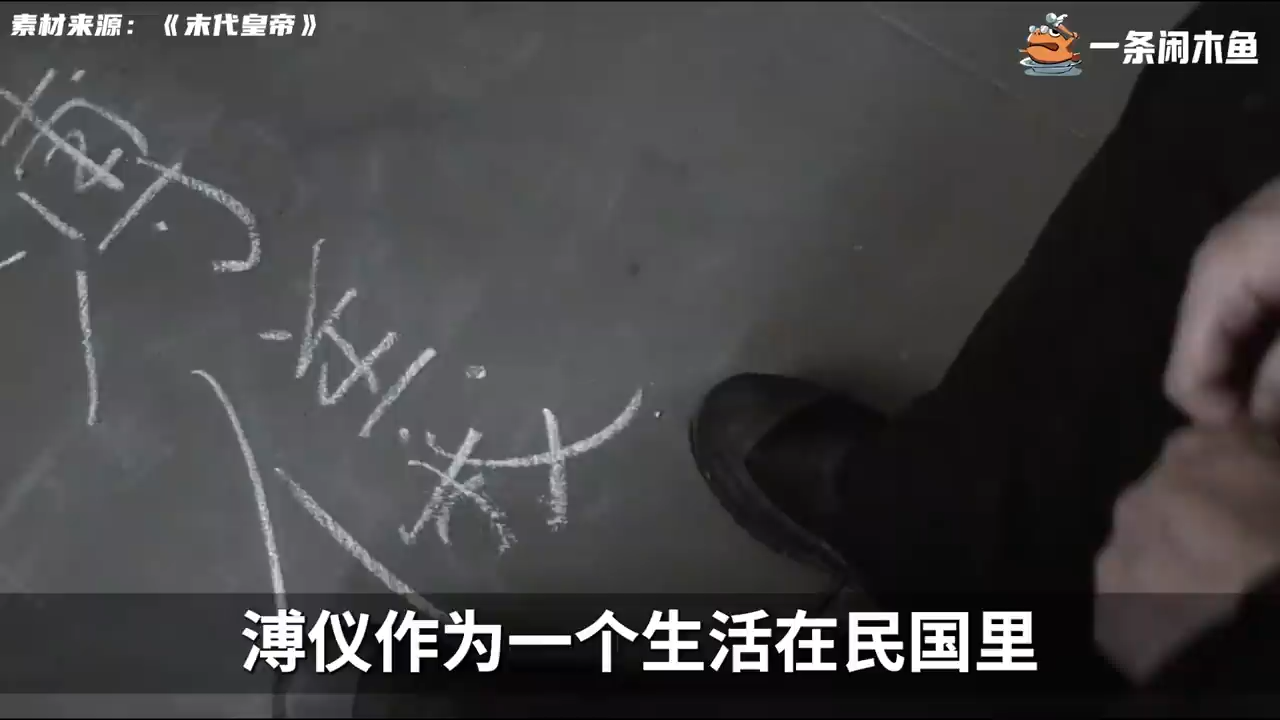 素材来源：《末代皇帝》
一条闲木鱼
溥仪作为一个生活在民国里